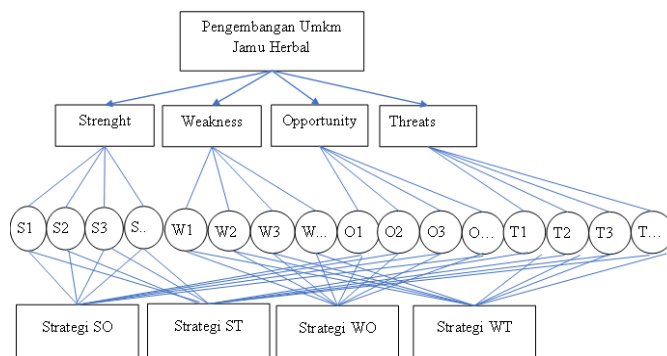 Pengembangan Umkm
Jamu Herbal
Strenght
Weakness
Opportunity
Threats
S1
S2
S3
S..
W1
W2
W3
W...
O1
O2
O3
O...
T1
T2
T3
T...
Strategi SO
Strategi ST
Strategi WO
Strategi WT